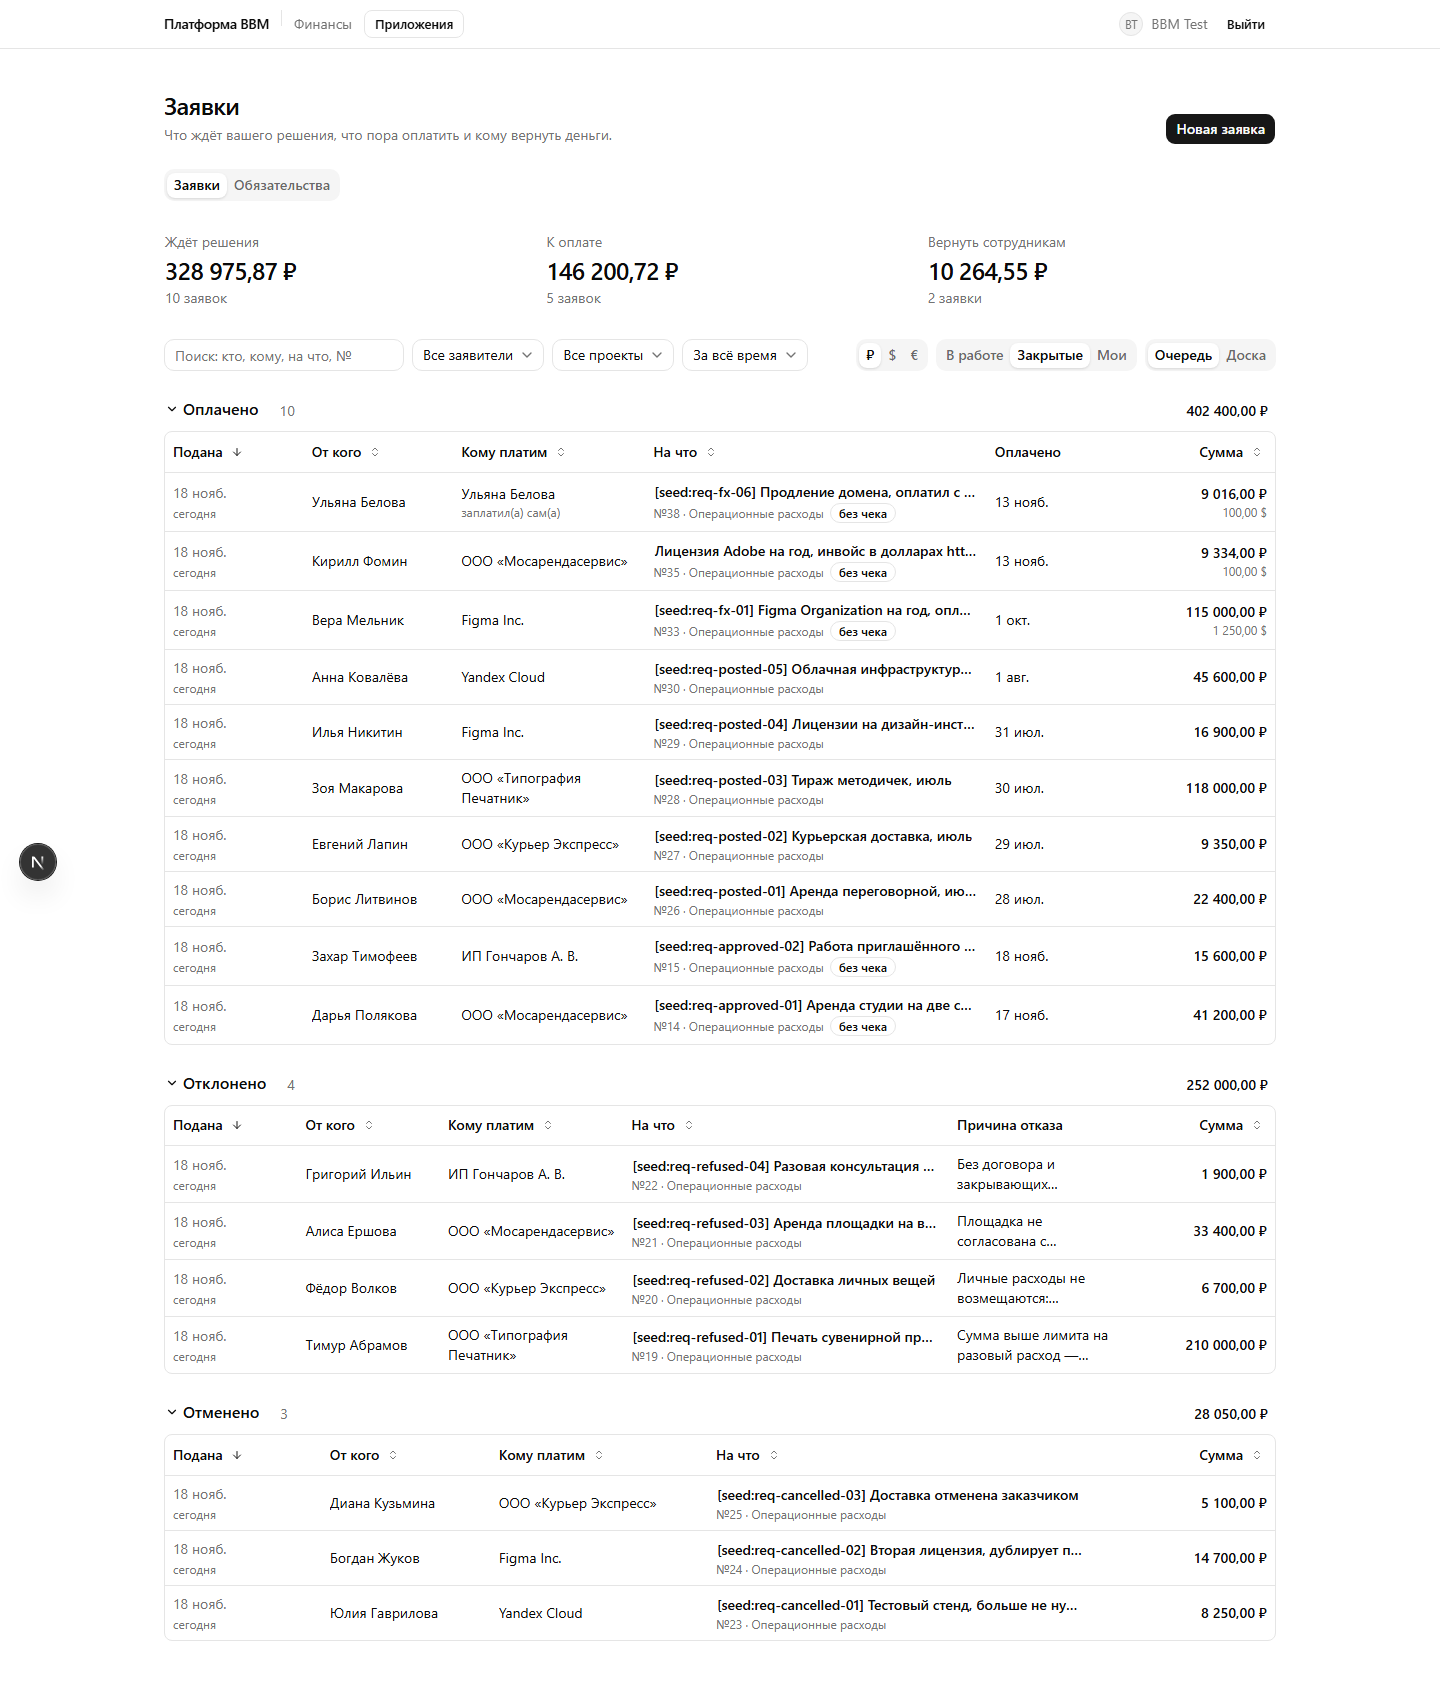 Платформа BBM Финансы Приложения BT BBM Test Выйти
Заявки
Что ждёт вашего решения, что пора оплатить и кому вернуть деньги.
Новая заявка
Заявки Обязательства
Ждёт решения К оплате Вернуть сотрудникам
328 975,87 ₽ 146 200,72 ₽ 10 264,55 ₽
10 заявок 5 заявок 2 заявки
Поиск: кто, кому, на что, № Все заявители Все проекты За всё время ₽ $ € В работе Закрытые Мои Очередь Доска
Оплачено 10 402 400,00 ₽
Подана От кого Кому платим На что Оплачено Сумма
18 нояб. Ульяна Белова Ульяна Белова [seed:req-fx-06] Продление домена, оплатил с ... 13 нояб. 9 016,00 ₽
сегодня заплатил(а) сам(а) №38 · Операционные расходы без чека 100,00 $
18 нояб. Кирилл Фомин ООО «Мосарендасервис» Лицензия Adobe на год, инвойс в долларах htt... 13 нояб. 9 334,00 ₽
сегодня №35 · Операционные расходы без чека 100,00 $
18 нояб. Вера Мельник Figma Inc. [seed:req-fx-01] Figma Organization на год, опл... 1 окт. 115 000,00 ₽
сегодня №33 · Операционные расходы без чека 1 250,00 $
18 нояб. Анна Ковалёва Yandex Cloud [seed:req-posted-05] Облачная инфраструктур... 1 авг. 45 600,00 ₽
сегодня №30 · Операционные расходы
18 нояб. Илья Никитин Figma Inc. [seed:req-posted-04] Лицензии на дизайн-инст... 31 июл. 16 900,00 ₽
сегодня №29 · Операционные расходы
18 нояб. Зоя Макарова ООО «Типография Печатник» [seed:req-posted-03] Тираж методичек, июль 30 июл. 118 000,00 ₽
сегодня №28 · Операционные расходы
18 нояб. Евгений Лапин ООО «Курьер Экспресс» [seed:req-posted-02] Курьерская доставка, июль 29 июл. 9 350,00 ₽
сегодня №27 · Операционные расходы
18 нояб. Борис Литвинов ООО «Мосарендасервис» [seed:req-posted-01] Аренда переговорной, ию... 28 июл. 22 400,00 ₽
сегодня №26 · Операционные расходы
18 нояб. Захар Тимофеев ИП Гончаров А. В. [seed:req-approved-02] Работа приглашённого ... 18 нояб. 15 600,00 ₽
сегодня №15 · Операционные расходы без чека
18 нояб. Дарья Полякова ООО «Мосарендасервис» [seed:req-approved-01] Аренда студии на две с... 17 нояб. 41 200,00 ₽
сегодня №14 · Операционные расходы без чека
Отклонено 4 252 000,00 ₽
Подана От кого Кому платим На что Причина отказа Сумма
18 нояб. Григорий Ильин ИП Гончаров А. В. [seed:req-refused-04] Разовая консультация ... Без договора и закрывающих... 1 900,00 ₽
сегодня №22 · Операционные расходы
18 нояб. Алиса Ершова ООО «Мосарендасервис» [seed:req-refused-03] Аренда площадки на в... Площадка не согласована с... 33 400,00 ₽
сегодня №21 · Операционные расходы
18 нояб. Фёдор Волков ООО «Курьер Экспресс» [seed:req-refused-02] Доставка личных вещей Личные расходы не возмещаются:... 6 700,00 ₽
сегодня №20 · Операционные расходы
18 нояб. Тимур Абрамов ООО «Типография Печатник» [seed:req-refused-01] Печать сувенирной пр... Сумма выше лимита на разовый расход —... 210 000,00 ₽
сегодня №19 · Операционные расходы
Отменено 3 28 050,00 ₽
Подана От кого Кому платим На что Сумма
18 нояб. Диана Кузьмина ООО «Курьер Экспресс» [seed:req-cancelled-03] Доставка отменена заказчиком 5 100,00 ₽
сегодня №25 · Операционные расходы
18 нояб. Богдан Жуков Figma Inc. [seed:req-cancelled-02] Вторая лицензия, дублирует п... 14 700,00 ₽
сегодня №24 · Операционные расходы
18 нояб. Юлия Гаврилова Yandex Cloud [seed:req-cancelled-01] Тестовый стенд, больше не ну... 8 250,00 ₽
сегодня №23 · Операционные расходы
N